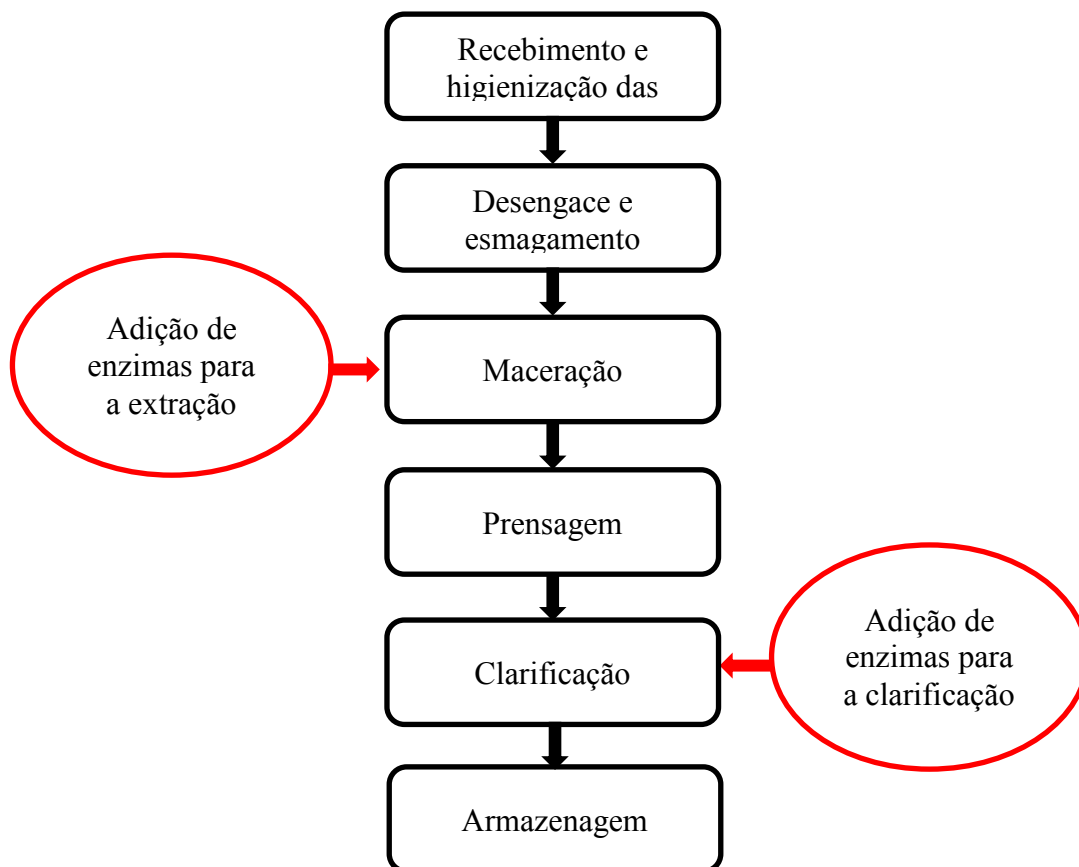 Recebimento e
higienização das
Desengace e
esmagamento
Adição de
enzimas para
a extração
Maceração
Prensagem
Adição de
enzimas para
a clarificação
Clarificação
Armazenagem